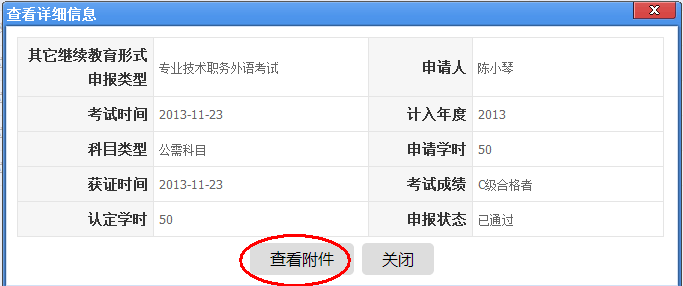 查看详细信息
其它继续教育形式
申报类型
专业技术职务外语考试
申请人
陈小琴
考试时间
2013-11-23
计入年度
2013
科目类型
公需科目
申请学时
50
获证时间
2013-11-23
考试成绩
C级合格者
认定学时
50
申报状态
已通过
查看附件
关闭